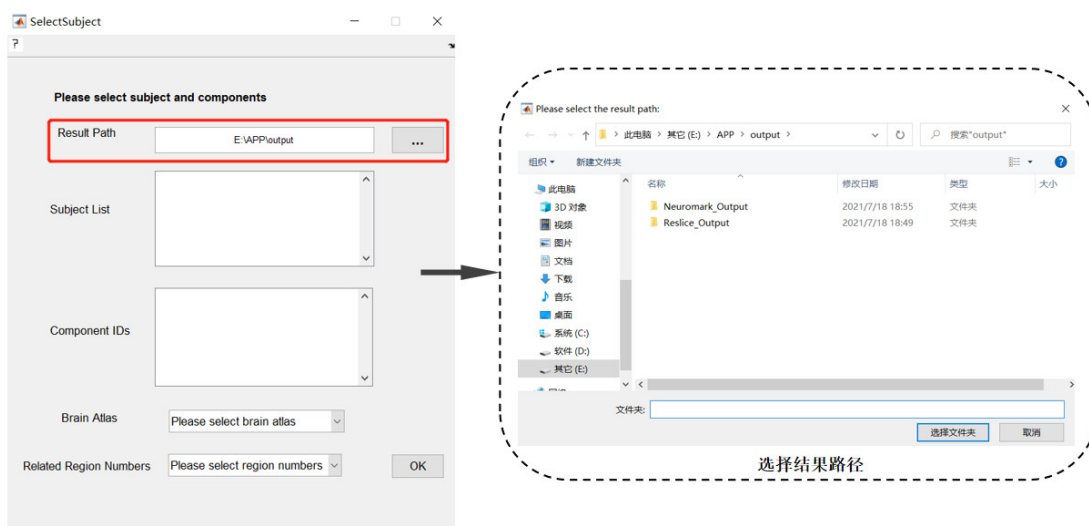 SelectSubject
?
Please select subject and components
Result Path
E:\APP\output
...
Subject List
Component IDs
Brain Atlas
Please select brain atlas
Related Region Numbers
Please select region numbers
OK
Please select the result path:
此电脑 > 其它 (E:) > APP > output >
搜索"output"
组织
新建文件夹
名称 修改日期 类型 大小
Neuromark_Output 2021/7/18 18:55 文件夹
Reslice_Output 2021/7/18 18:49 文件夹
此电脑
3D 对象
视频
图片
文档
下载
音乐
桌面
系统 (C:)
软件 (D:)
其它 (E:)
文件夹:
选择文件夹
取消
选择结果路径